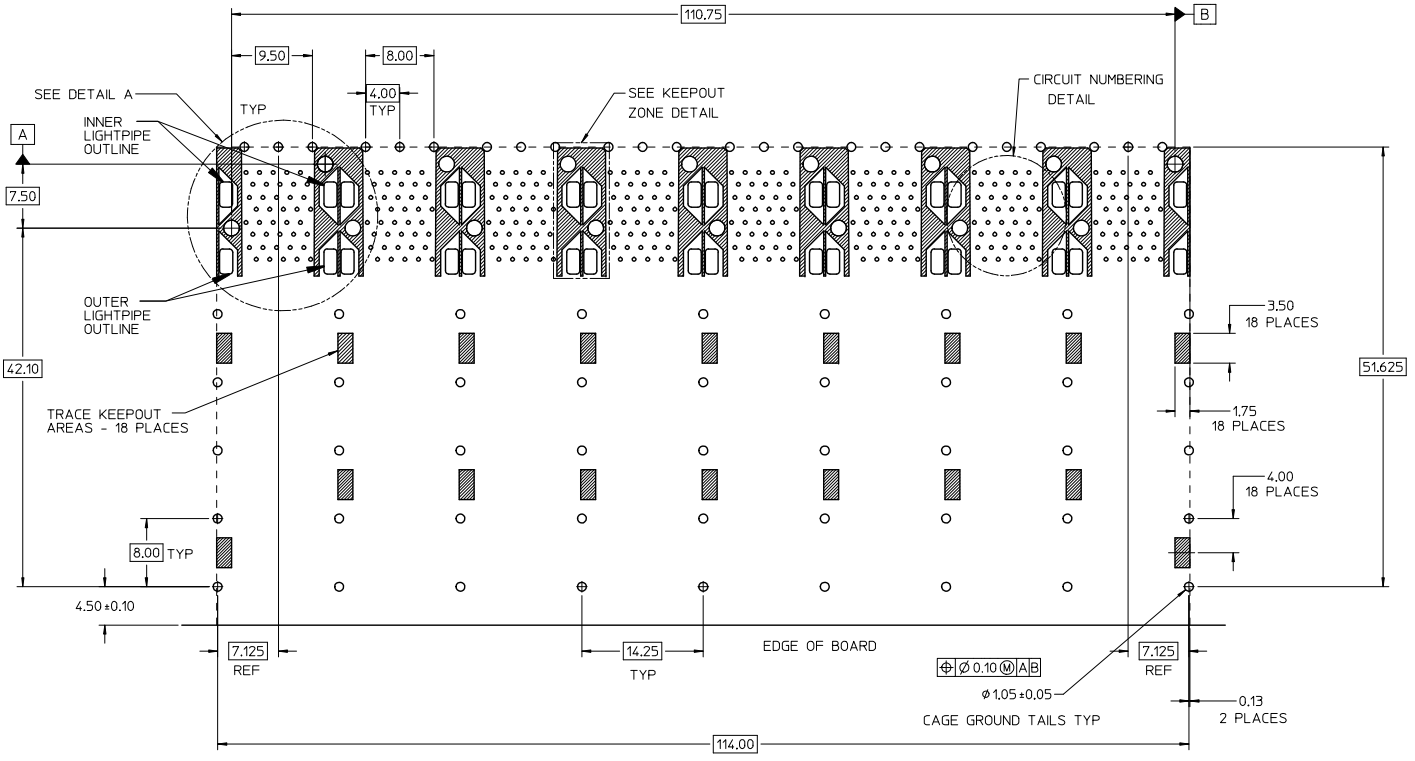 110.75
B
9.50
8.00
SEE DETAIL A
TYP
4.00
TYP
SEE KEEPOUT
ZONE DETAIL
CIRCUIT NUMBERING
DETAIL
A
INNER
LIGHTPIPE
OUTLINE
7.50
OUTER
LIGHTPIPE
OUTLINE
3.50
18 PLACES
42.10
51.625
TRACE KEEPOUT
AREAS - 18 PLACES
1.75
18 PLACES
4.00
18 PLACES
8.00 TYP
4.50 ±0.10
7.125
REF
14.25
TYP
EDGE OF BOARD
7.125
REF
⌖ Ø 0.10 Ⓜ A B
Ø 1.05 ±0.05
CAGE GROUND TAILS TYP
0.13
2 PLACES
114.00